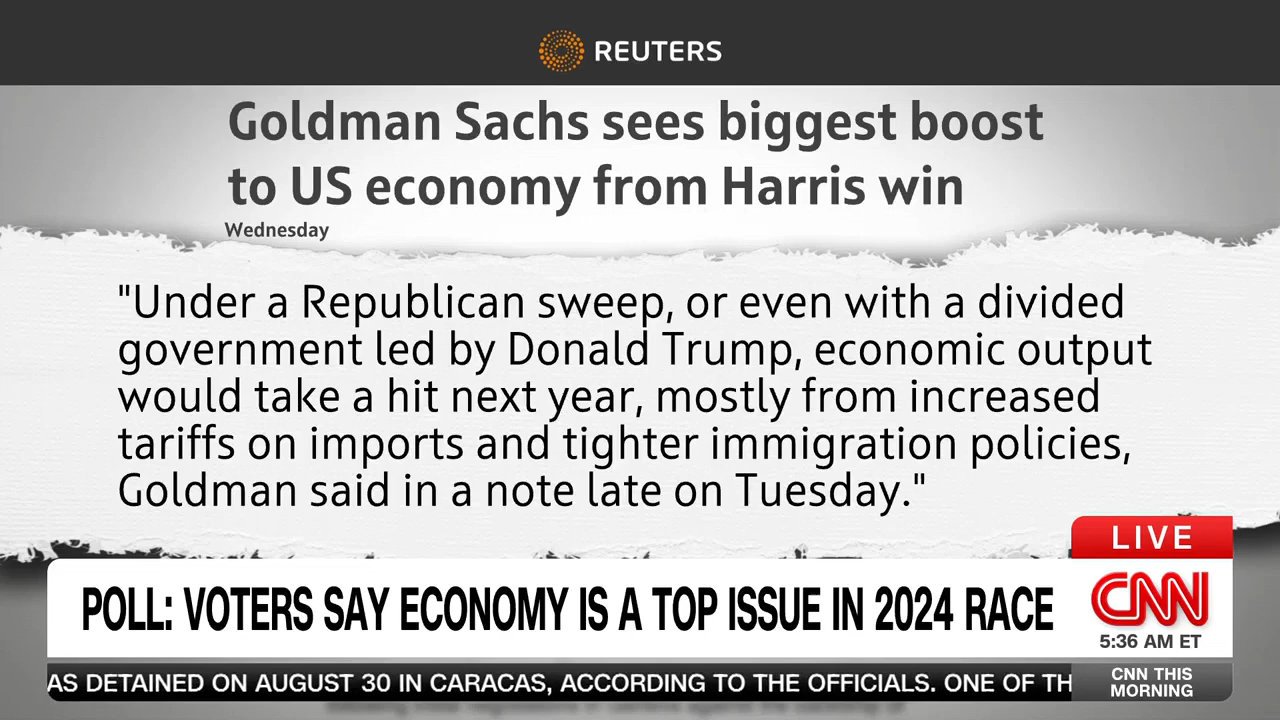 REUTERS
Goldman Sachs sees biggest boost
to US economy from Harris win
Wednesday
"Under a Republican sweep, or even with a divided
government led by Donald Trump, economic output
would take a hit next year, mostly from increased
tariffs on imports and tighter immigration policies,
Goldman said in a note late on Tuesday."
LIVE
POLL: VOTERS SAY ECONOMY IS A TOP ISSUE IN 2024 RACE
CNN
5:36 AM ET
AS DETAINED ON AUGUST 30 IN CARACAS, ACCORDING TO THE OFFICIALS. ONE OF TH
CNN THIS
MORNING